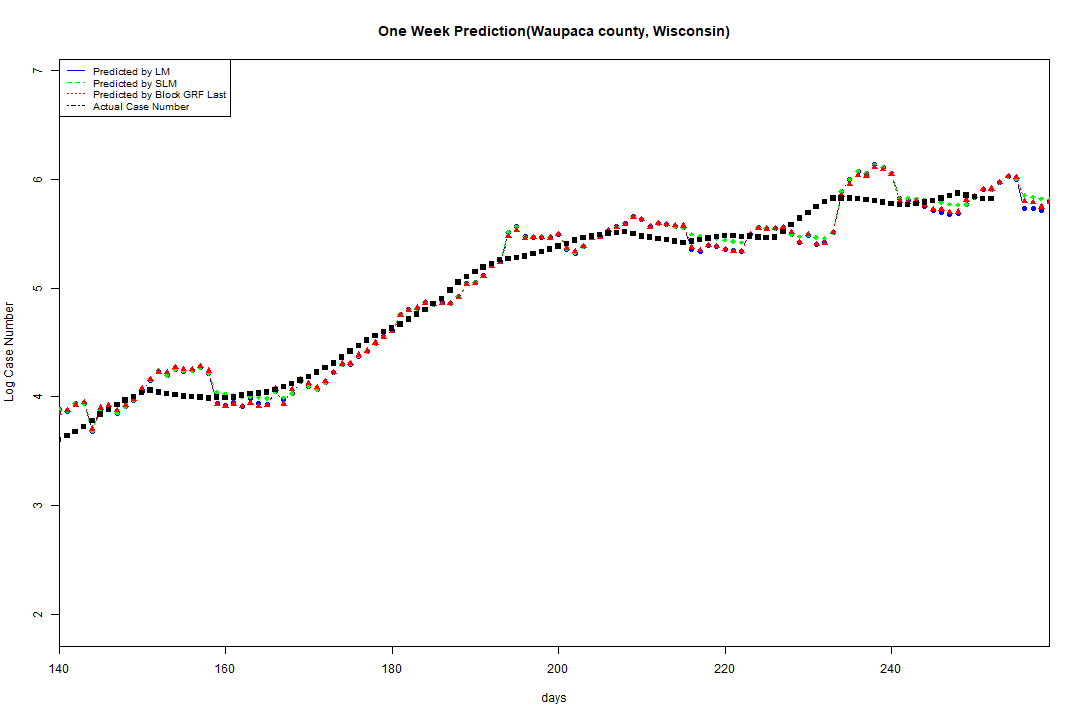 One Week Prediction(Waupaca county, Wisconsin)
7
Predicted by LM
Predicted by SLM
Predicted by Block GRF Last
Actual Case Number
6
5
4
3
2
Log Case Number
140 160 180 200 220 240
days